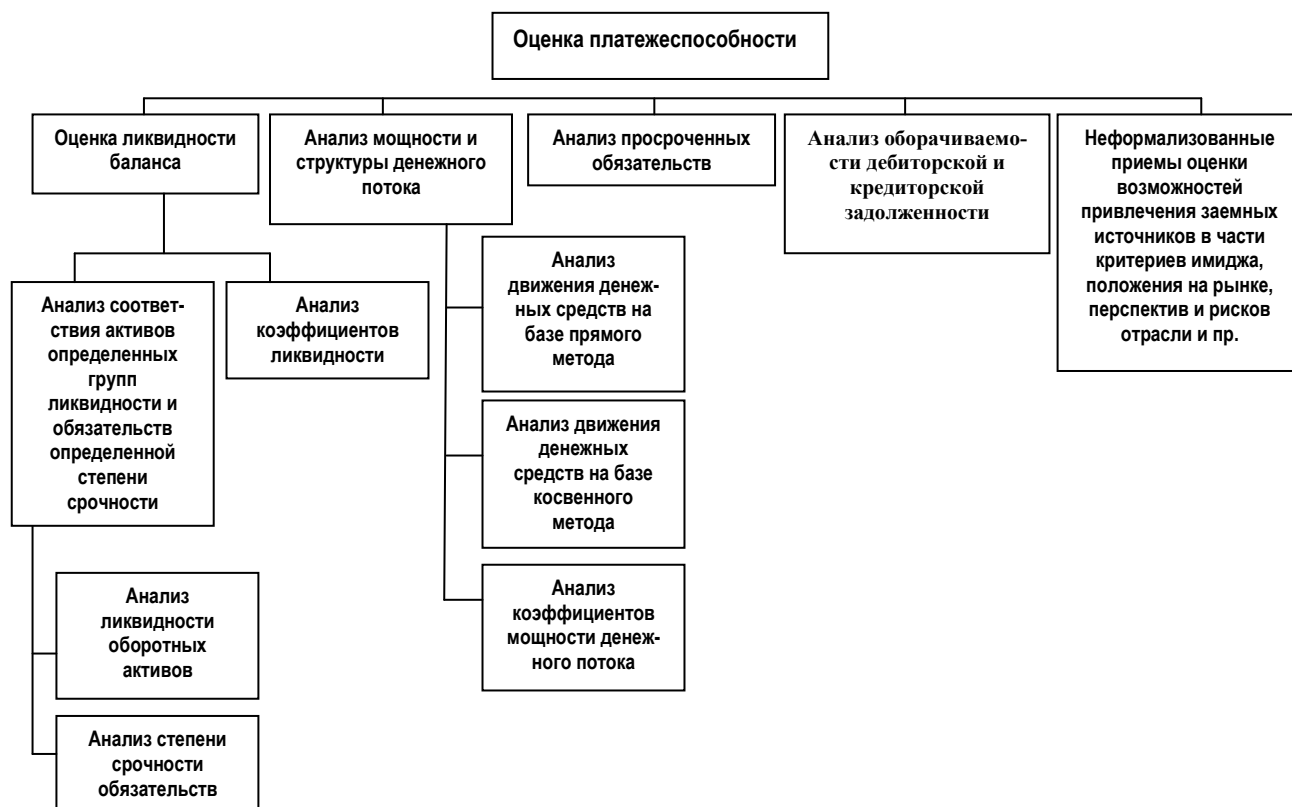 Оценка платежеспособности
Оценка ликвидности
баланса
Анализ мощности и
структуры денежного
потока
Анализ просроченных
обязательств
Анализ оборачиваемо-
сти дебиторской и
кредиторской
задолженности
Неформализованные
приемы оценки
возможностей
привлечения заемных
источников в части
критериев имиджа,
положения на рынке,
перспектив и рисков
отрасли и пр.
Анализ соответ-
ствия активов
определенных
групп
ликвидности и
обязательств
определенной
степени
срочности
Анализ
коэффициентов
ликвидности
Анализ
движения денеж-
ных средств на
базе прямого
метода
Анализ движения
денежных
средств на базе
косвенного
метода
Анализ
коэффициентов
мощности денеж-
ного потока
Анализ
ликвидности
оборотных
активов
Анализ степени
срочности
обязательств